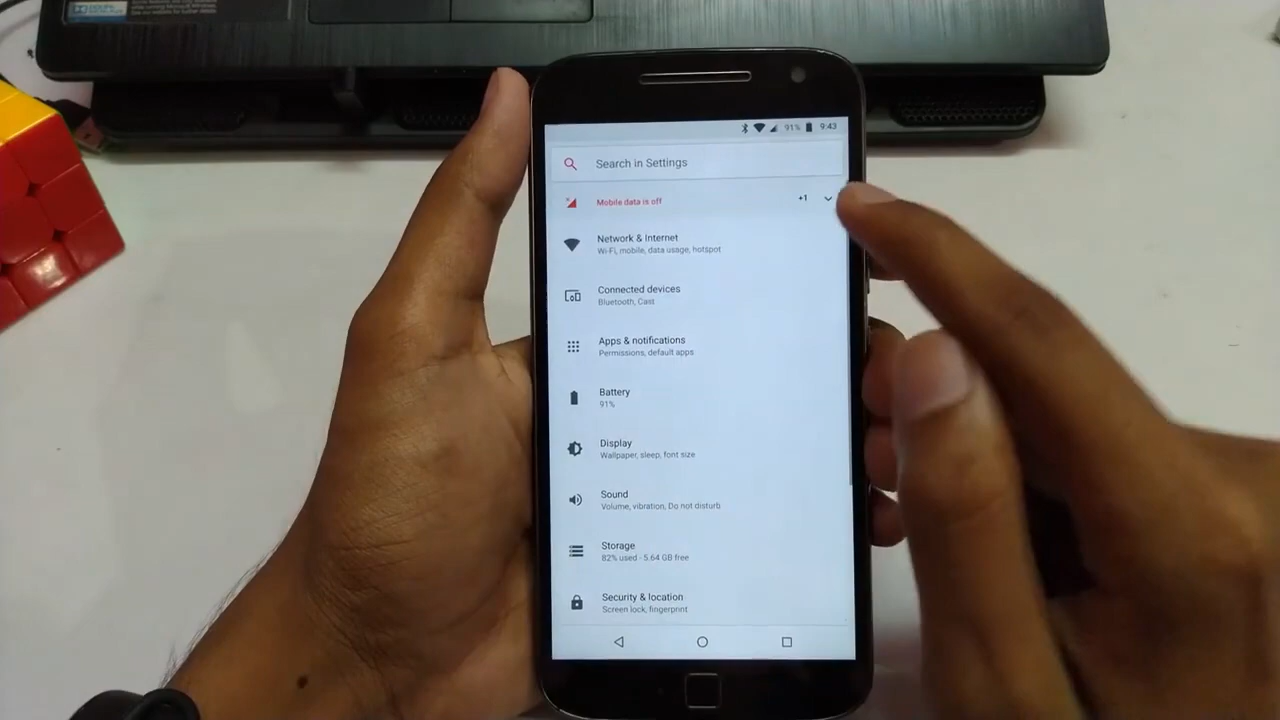 DOLBY
91% 9:43
Search in Settings
Mobile data is off +1
Network & Internet
Wi-Fi, mobile, data usage, hotspot
Connected devices
Bluetooth, Cast
Apps & notifications
Permissions, default apps
Battery
91%
Display
Wallpaper, sleep, font size
Sound
Volume, vibration, Do not disturb
Storage
82% used - 5.64 GB free
Security & location
Screen lock, fingerprint